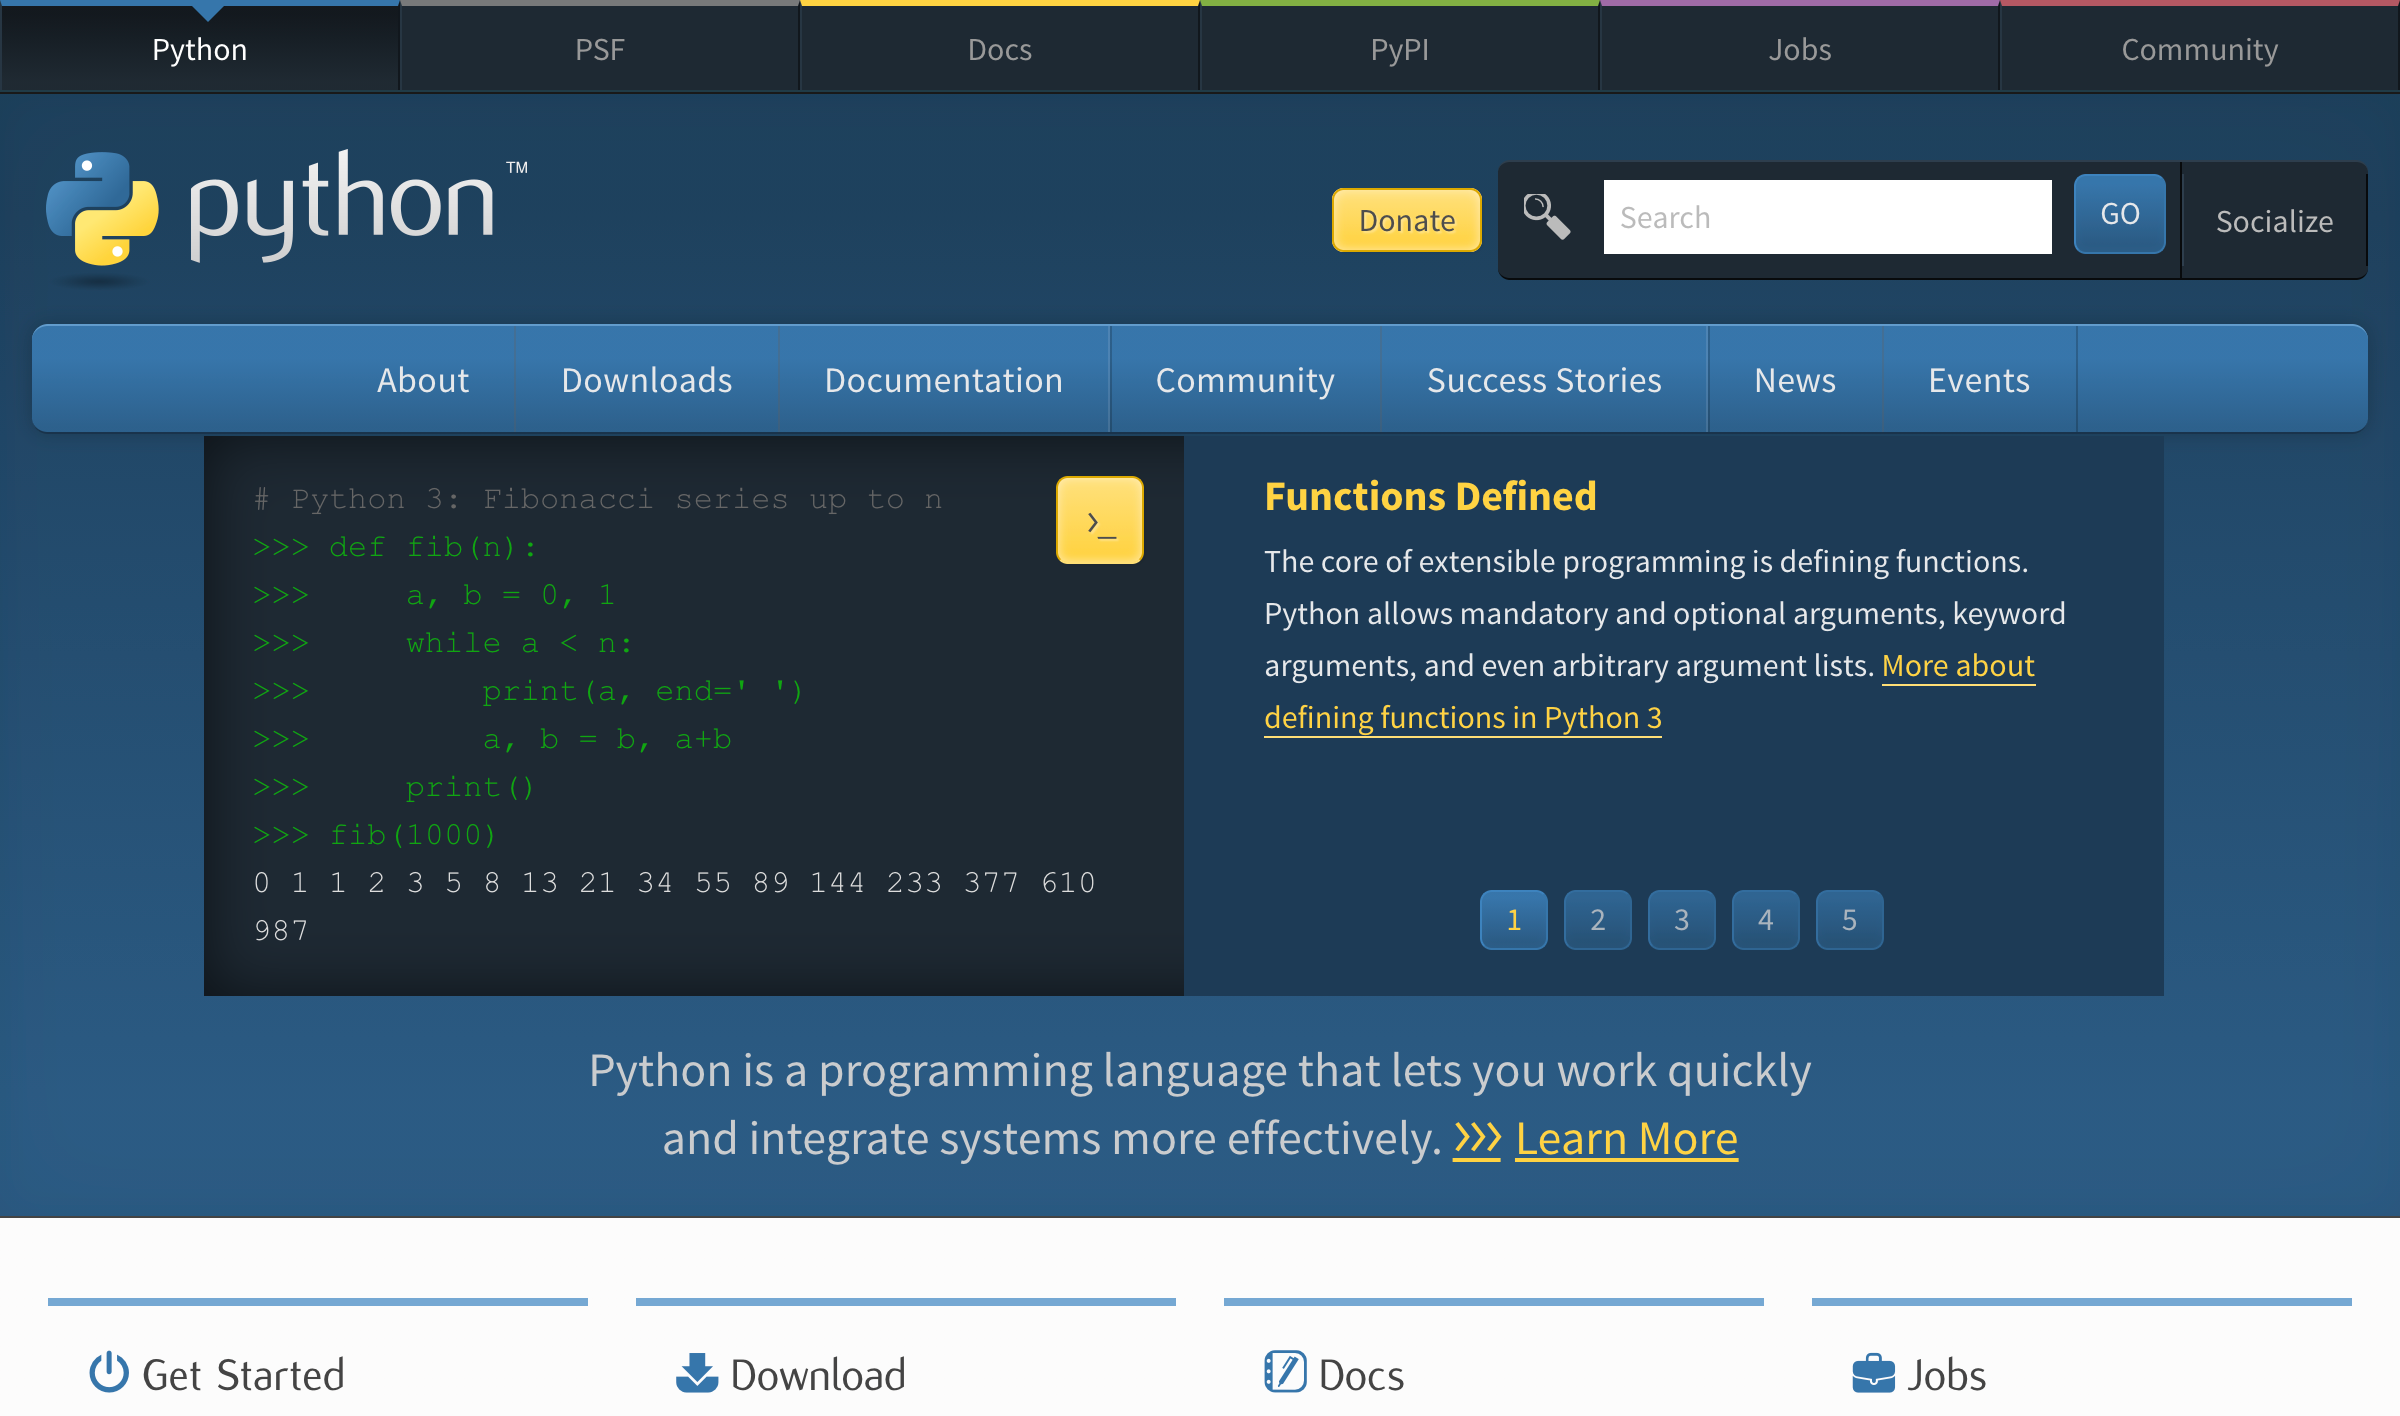 Python
PSF
Docs
PyPI
Jobs
Community
python™
Donate
Search
GO
Socialize
About
Downloads
Documentation
Community
Success Stories
News
Events
# Python 3: Fibonacci series up to n
>>> def fib(n):
>>>     a, b = 0, 1
>>>     while a < n:
>>>         print(a, end=' ')
>>>         a, b = b, a+b
>>>     print()
>>> fib(1000)
0 1 1 2 3 5 8 13 21 34 55 89 144 233 377 610
987
>_
Functions Defined
The core of extensible programming is defining functions.
Python allows mandatory and optional arguments, keyword
arguments, and even arbitrary argument lists. More about
defining functions in Python 3
1
2
3
4
5
Python is a programming language that lets you work quickly
and integrate systems more effectively. >>> Learn More
Get Started
Download
Docs
Jobs